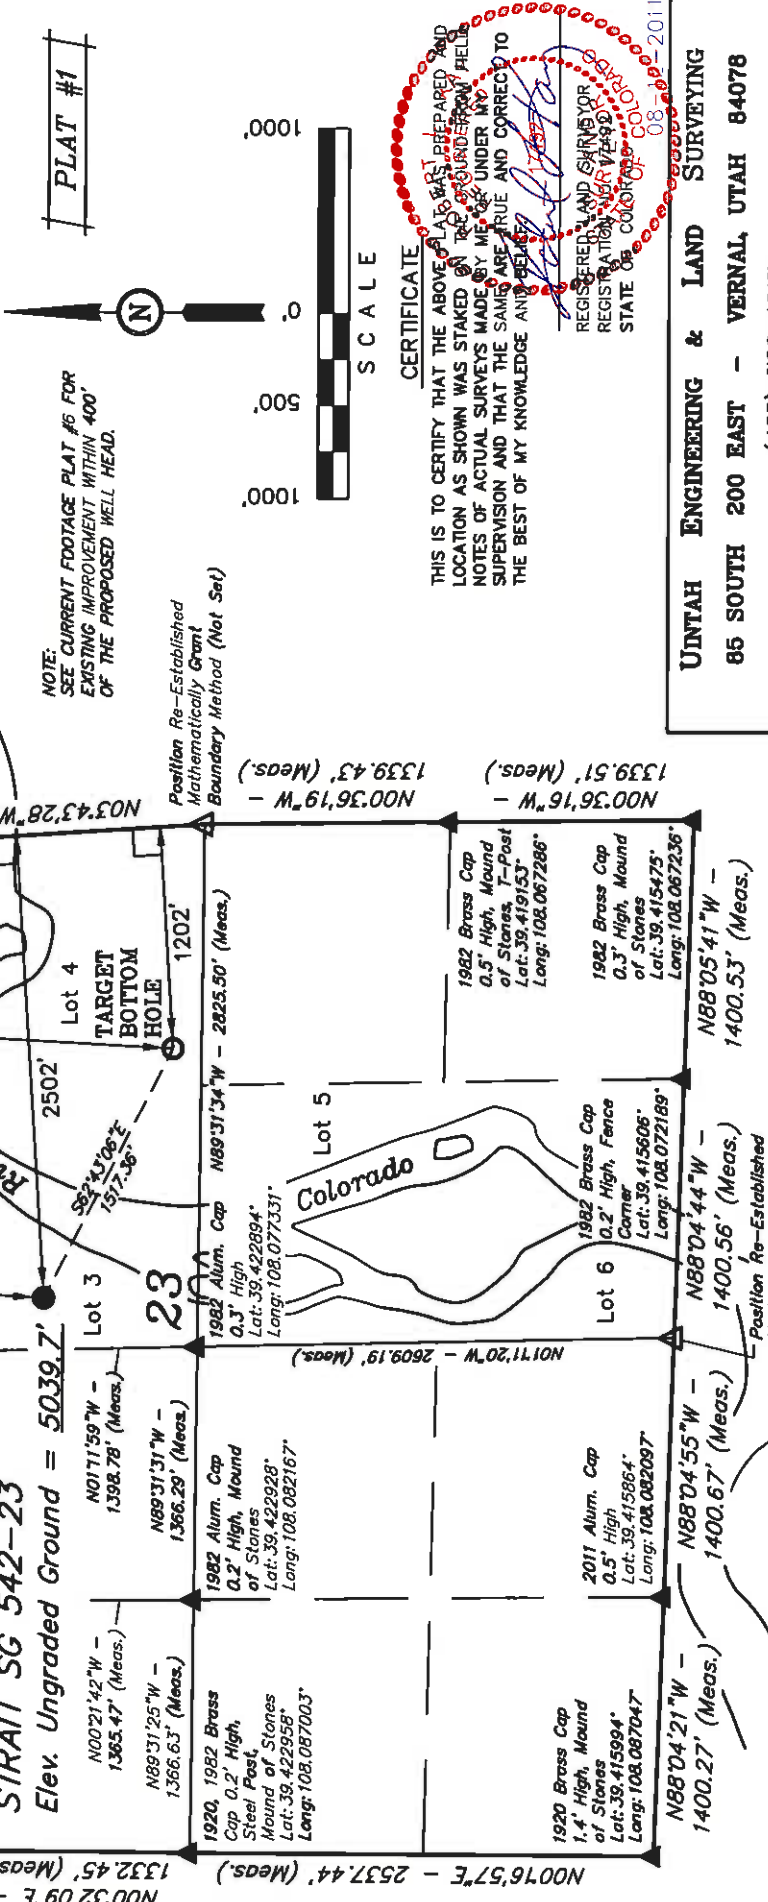 PLAT #1
NOTE:
SEE CURRENT FOOTAGE PLAT #6 FOR
EXISTING IMPROVEMENT WITHIN 400'
OF THE PROPOSED WELL HEAD.
N
1000'
500'
0'
1000'
SCALE
CERTIFICATE
THIS IS TO CERTIFY THAT THE ABOVE PLAT WAS PREPARED AND
LOCATION AS SHOWN WAS STAKED ON THE GROUND FROM FIELD
NOTES OF ACTUAL SURVEYS MADE BY ME OR UNDER MY
SUPERVISION AND THAT THE SAME ARE TRUE AND CORRECT TO
THE BEST OF MY KNOWLEDGE AND BELIEF.
REGISTERED LAND SURVEYOR
REGISTRATION NO.
STATE OF COLORADO
UINTAH ENGINEERING & LAND SURVEYING
85 SOUTH 200 EAST - VERNAL, UTAH 84078
STRAIT SG 542-23
Elev. Ungraded Ground = 5039.7'
Lot 3
23
Lot 4
TARGET
BOTTOM
HOLE
2502'
1202'
S62°43'06"E
1517.36'
N03°43'28"W
Position Re-Established
Mathematically Grant
Boundary Method (Not Set)
N01°11'59"W -
1398.78' (Meas.)
N89°31'31"W -
1366.29' (Meas.)
N00°21'42"W -
1365.47' (Meas.)
N89°31'25"W -
1366.63' (Meas.)
N89°31'34"W - 2825.50' (Meas.)
1920, 1982 Brass
Cap 0.2' High,
Steel Post,
Mound of Stones
Lat: 39.422958°
Long: 108.087003°
1982 Alum. Cap
0.2' High, Mound
of Stones
Lat: 39.422928°
Long: 108.082167°
1982 Alum. Cap
0.3' High
Lat: 39.422894°
Long: 108.077331°
Colorado
Lot 5
Lot 6
N01°11'20"W - 2609.19' (Meas.)
N00°36'19"W -
1339.43' (Meas.)
N00°36'16"W -
1339.51' (Meas.)
1982 Brass Cap
0.5' High, Mound
of Stones, T-Post
Lat: 39.419153°
Long: 108.067286°
1982 Brass Cap
0.3' High, Mound
of Stones
Lat: 39.415475°
Long: 108.067236°
1982 Brass Cap
0.2' High, Fence
Corner
Lat: 39.415606°
Long: 108.072189°
2011 Alum. Cap
0.5' High
Lat: 39.415864°
Long: 108.082097°
1920 Brass Cap
1.4' High, Mound
of Stones
Lat: 39.415994°
Long: 108.087047°
N88°04'21"W -
1400.27' (Meas.)
N88°04'55"W -
1400.67' (Meas.)
N88°04'44"W -
1400.56' (Meas.)
N88°05'41"W -
1400.53' (Meas.)
Position Re-Established
1332.45' (Meas
N00°16'57"E - 2537.44' (Meas.)